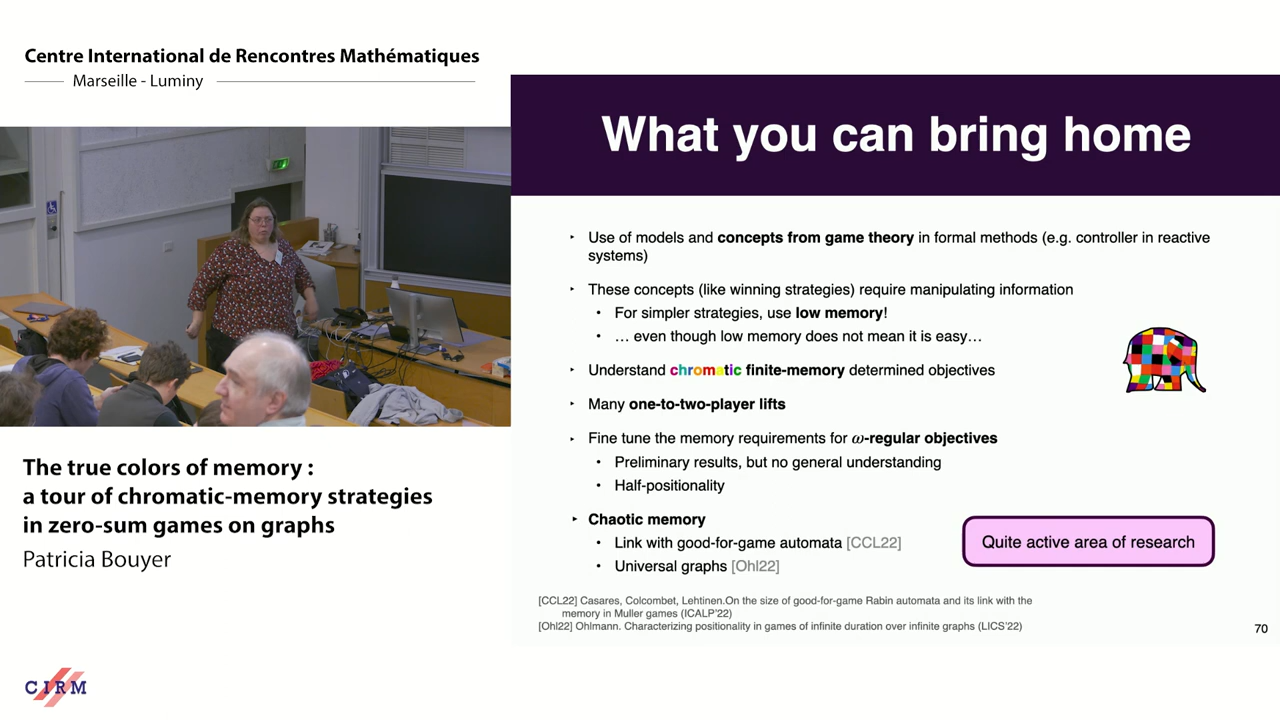 Centre International de Rencontres Mathématiques
Marseille - Luminy
The true colors of memory :
a tour of chromatic-memory strategies
in zero-sum games on graphs
Patricia Bouyer
CIRM
What you can bring home
‣ Use of models and concepts from game theory in formal methods (e.g. controller in reactive
systems)
‣ These concepts (like winning strategies) require manipulating information
• For simpler strategies, use low memory!
• … even though low memory does not mean it is easy…
‣ Understand chromatic finite-memory determined objectives
‣ Many one-to-two-player lifts
‣ Fine tune the memory requirements for ω-regular objectives
• Preliminary results, but no general understanding
• Half-positionality
‣ Chaotic memory
• Link with good-for-game automata [CCL22]
• Universal graphs [Ohl22]
Quite active area of research
[CCL22] Casares, Colcombet, Lehtinen.On the size of good-for-game Rabin automata and its link with the
memory in Muller games (ICALP'22)
[Ohl22] Ohlmann. Characterizing positionality in games of infinite duration over infinite graphs (LICS'22)
70